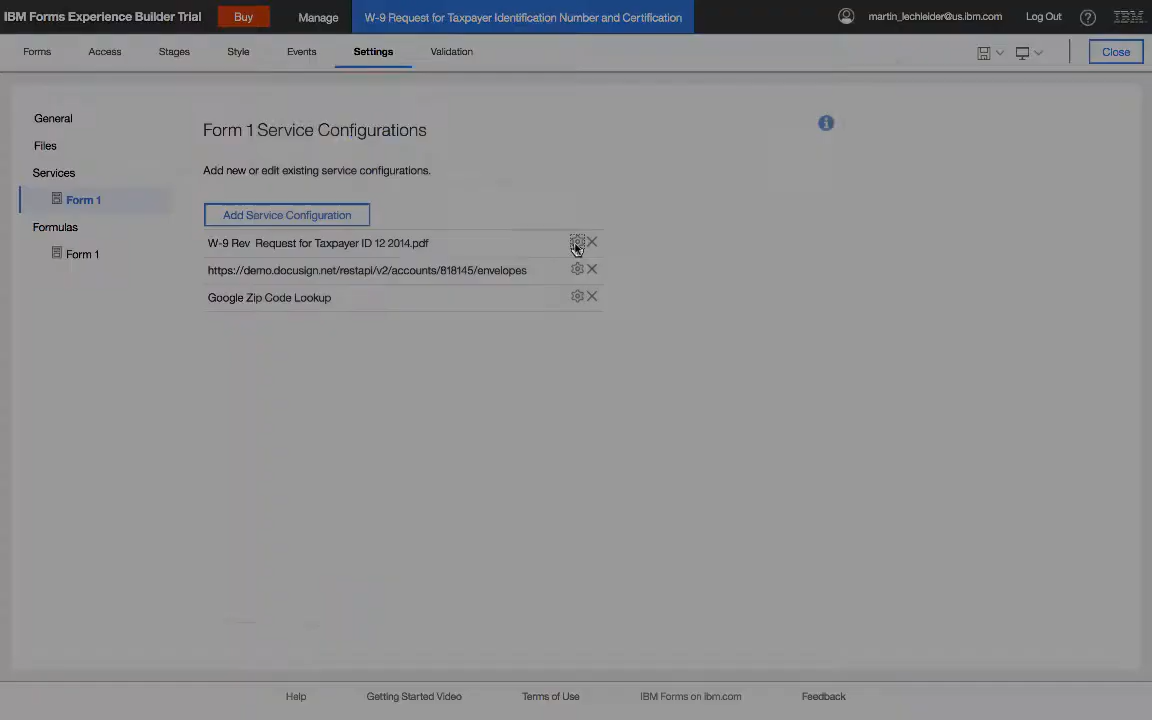 IBM Forms Experience Builder Trial
Buy
Manage
W-9 Request for Taxpayer Identification Number and Certification
martin_lechleider@us.ibm.com
Log Out
?
IBM
Forms
Access
Stages
Style
Events
Settings
Validation
Close
General
Files
Services
Form 1
Formulas
Form 1
Form 1 Service Configurations
i
Add new or edit existing service configurations.
Add Service Configuration
W-9 Rev  Request for Taxpayer ID 12 2014.pdf
https://demo.docusign.net/restapi/v2/accounts/818145/envelopes
Google Zip Code Lookup
Help
Getting Started Video
Terms of Use
IBM Forms on ibm.com
Feedback